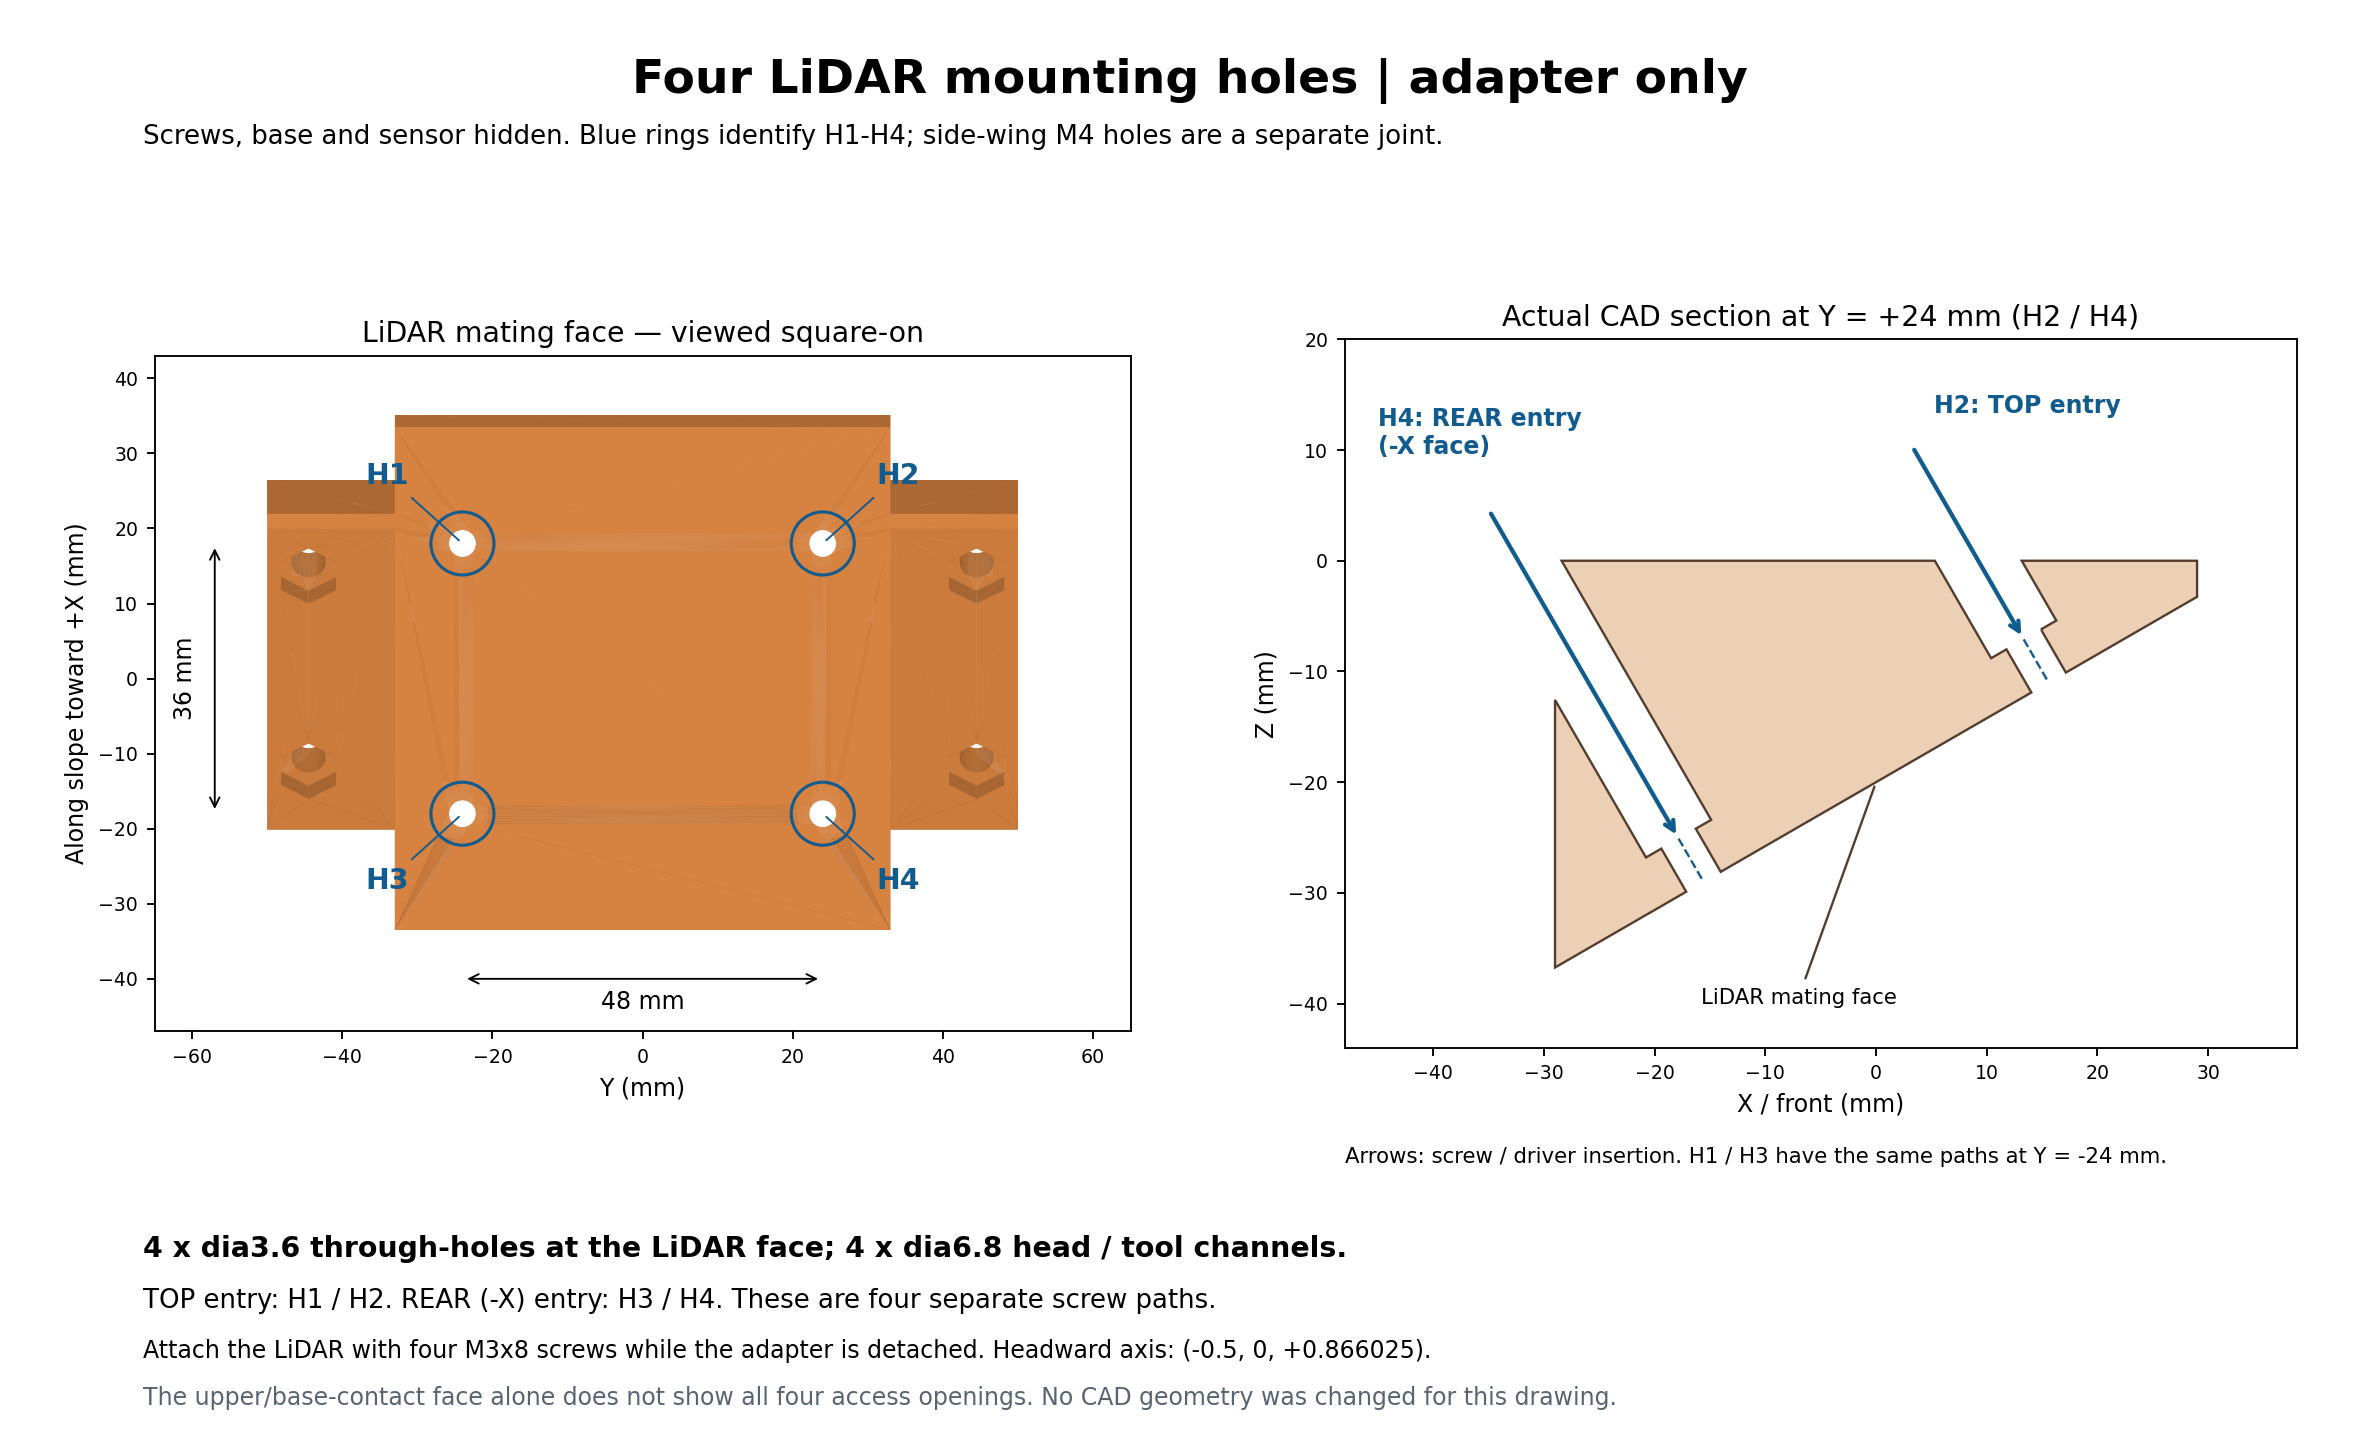 Four LiDAR mounting holes | adapter only
Screws, base and sensor hidden. Blue rings identify H1-H4; side-wing M4 holes are a separate joint.
LiDAR mating face — viewed square-on
40
30
20
10
0
−10
−20
−30
−40
Along slope toward +X (mm)
H1
H2
H3
H4
36 mm
48 mm
−60
−40
−20
0
20
40
60
Y (mm)
Actual CAD section at Y = +24 mm (H2 / H4)
20
10
0
−10
−20
−30
−40
Z (mm)
H4: REAR entry
(-X face)
H2: TOP entry
LiDAR mating face
−40
−30
−20
−10
0
10
20
30
X / front (mm)
Arrows: screw / driver insertion. H1 / H3 have the same paths at Y = -24 mm.
4 x dia3.6 through-holes at the LiDAR face; 4 x dia6.8 head / tool channels.
TOP entry: H1 / H2. REAR (-X) entry: H3 / H4. These are four separate screw paths.
Attach the LiDAR with four M3x8 screws while the adapter is detached. Headward axis: (-0.5, 0, +0.866025).
The upper/base-contact face alone does not show all four access openings. No CAD geometry was changed for this drawing.